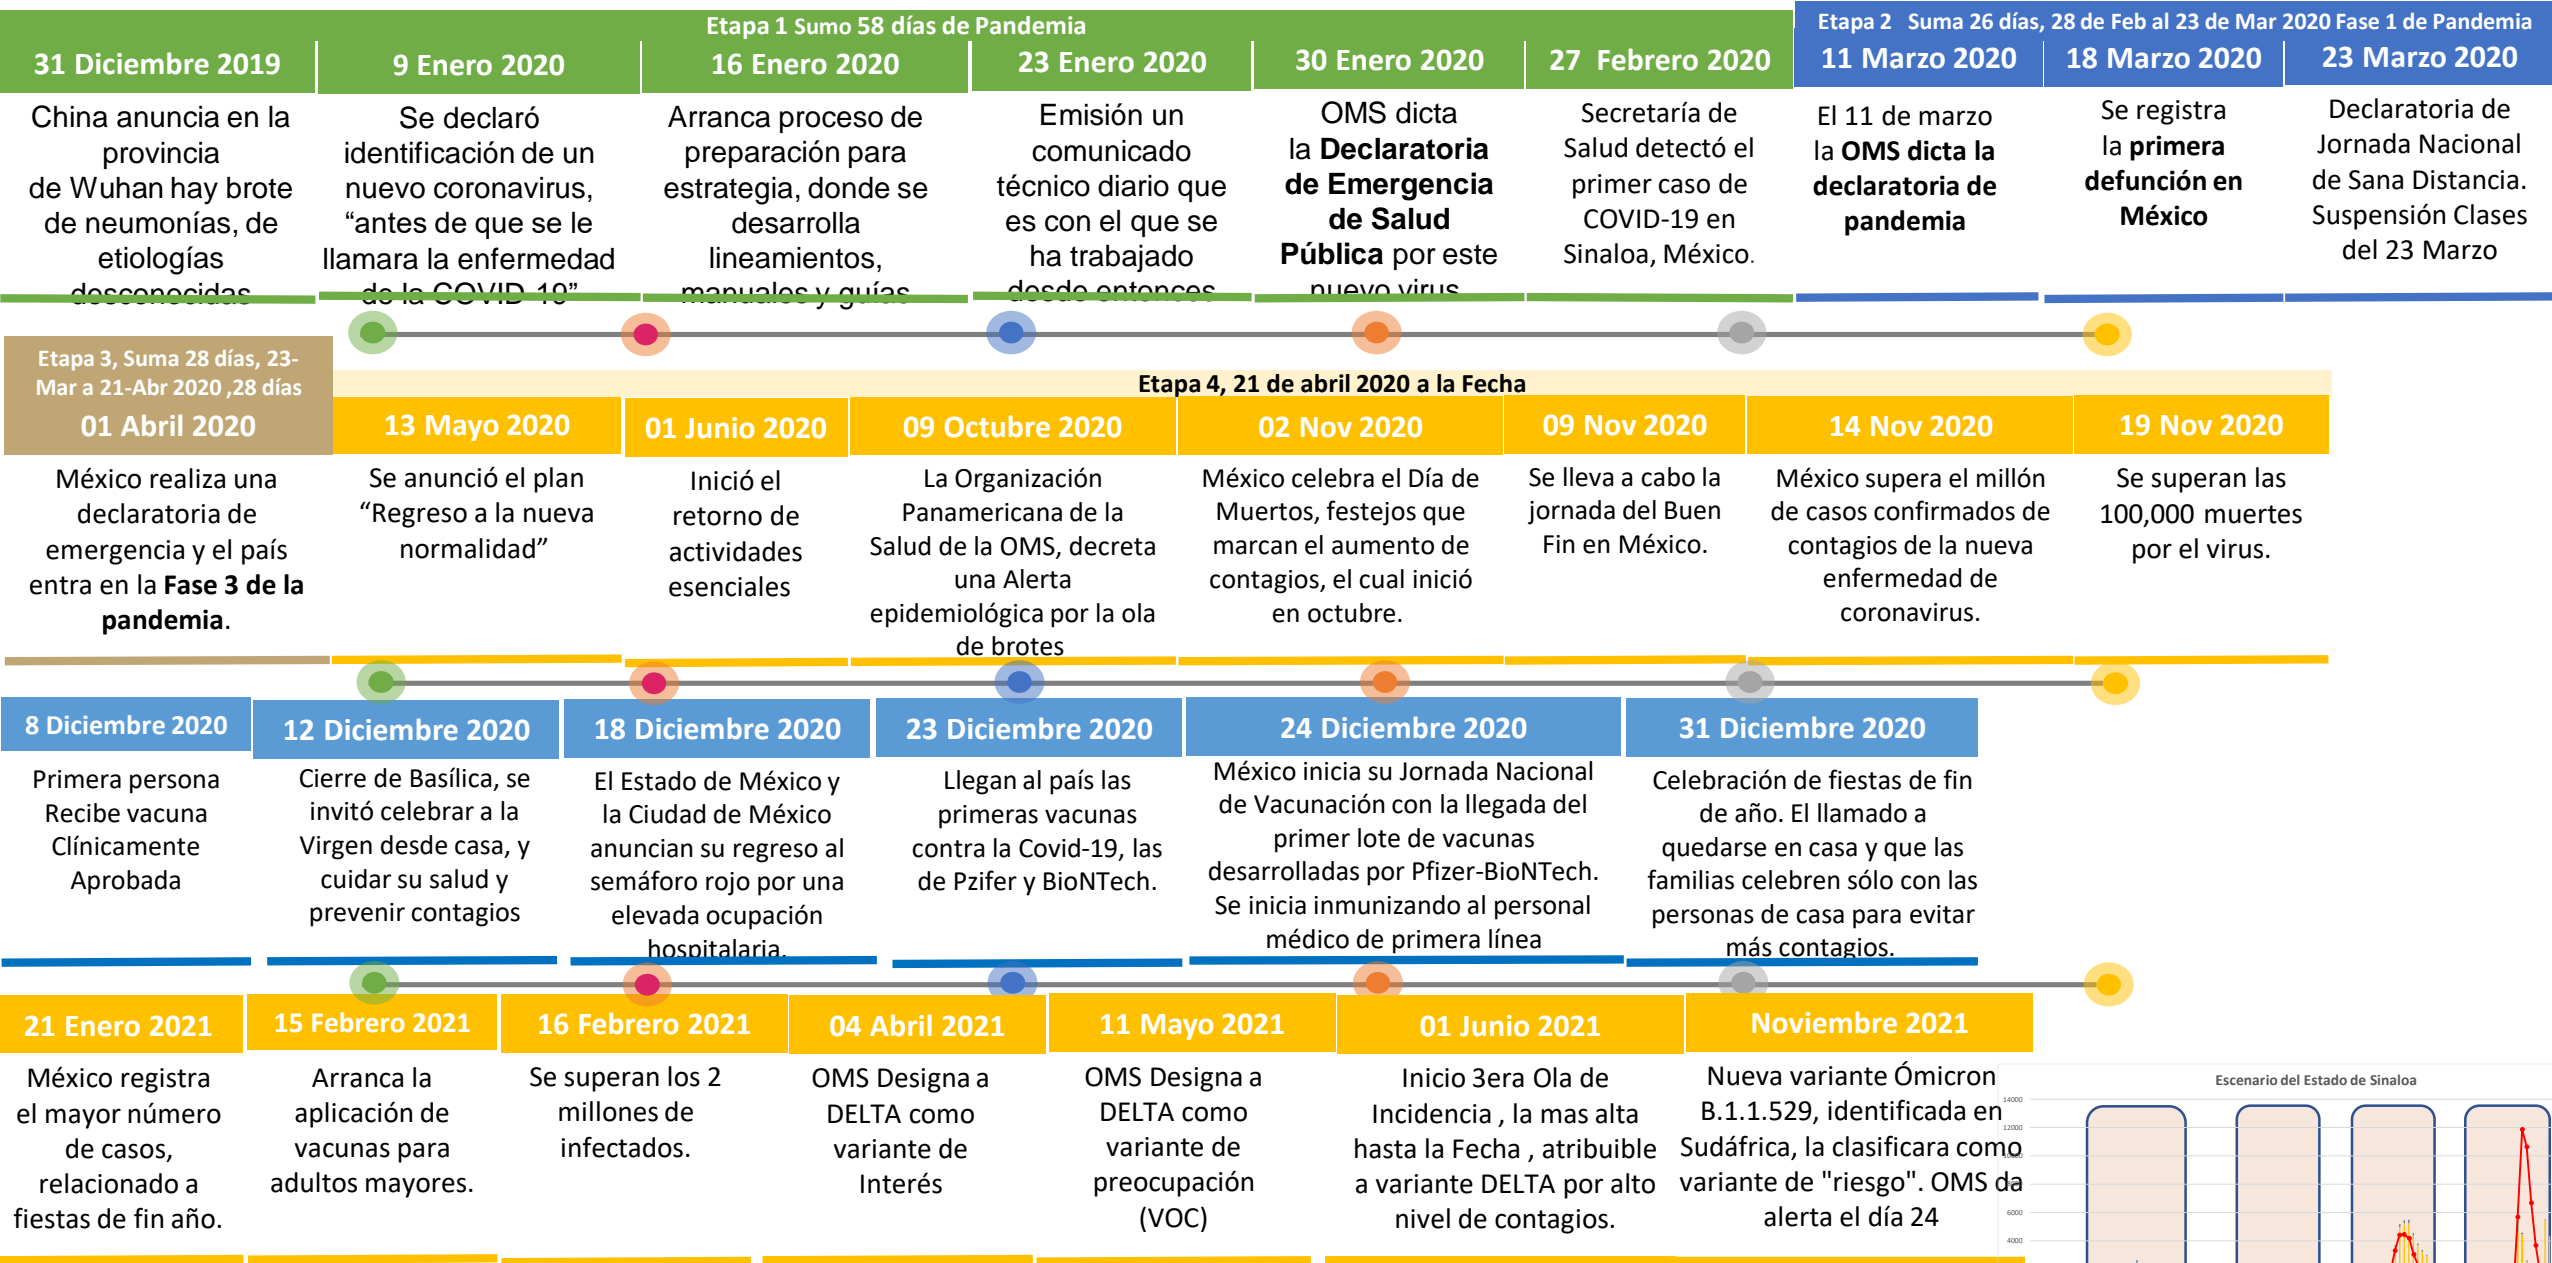 Etapa 1 Sumo 58 días de Pandemia
Etapa 2 Suma 26 días, 28 de Feb al 23 de Mar 2020 Fase 1 de Pandemia
31 Diciembre 2019
China anuncia en la
provincia
de Wuhan hay brote
de neumonías, de
etiologías
desconocidas
9 Enero 2020
Se declaró
identificación de un
nuevo coronavirus,
“antes de que se le
llamara la enfermedad
de la COVID-19”
16 Enero 2020
Arranca proceso de
preparación para
estrategia, donde se
desarrolla
lineamientos,
manuales y guías
23 Enero 2020
Emisión un
comunicado
técnico diario que
es con el que se
ha trabajado
desde entonces
30 Enero 2020
OMS dicta
la Declaratoria
de Emergencia
de Salud
Pública por este
nuevo virus
27 Febrero 2020
Secretaría de
Salud detectó el
primer caso de
COVID-19 en
Sinaloa, México.
11 Marzo 2020
El 11 de marzo
la OMS dicta la
declaratoria de
pandemia
18 Marzo 2020
Se registra
la primera
defunción en
México
23 Marzo 2020
Declaratoria de
Jornada Nacional
de Sana Distancia.
Suspensión Clases
del 23 Marzo
Etapa 3, Suma 28 días, 23-
Mar a 21-Abr 2020 ,28 días
01 Abril 2020
México realiza una
declaratoria de
emergencia y el país
entra en la Fase 3 de la
pandemia.
Etapa 4, 21 de abril 2020 a la Fecha
13 Mayo 2020
Se anunció el plan
“Regreso a la nueva
normalidad”
01 Junio 2020
Inició el
retorno de
actividades
esenciales
09 Octubre 2020
La Organización
Panamericana de la
Salud de la OMS, decreta
una Alerta
epidemiológica por la ola
de brotes
02 Nov 2020
México celebra el Día de
Muertos, festejos que
marcan el aumento de
contagios, el cual inició
en octubre.
09 Nov 2020
Se lleva a cabo la
jornada del Buen
Fin en México.
14 Nov 2020
México supera el millón
de casos confirmados de
contagios de la nueva
enfermedad de
coronavirus.
19 Nov 2020
Se superan las
100,000 muertes
por el virus.
8 Diciembre 2020
Primera persona
Recibe vacuna
Clínicamente
Aprobada
12 Diciembre 2020
Cierre de Basílica, se
invitó celebrar a la
Virgen desde casa, y
cuidar su salud y
prevenir contagios
18 Diciembre 2020
El Estado de México y
la Ciudad de México
anuncian su regreso al
semáforo rojo por una
elevada ocupación
hospitalaria.
23 Diciembre 2020
Llegan al país las
primeras vacunas
contra la Covid-19, las
de Pzifer y BioNTech.
24 Diciembre 2020
México inicia su Jornada Nacional
de Vacunación con la llegada del
primer lote de vacunas
desarrolladas por Pfizer-BioNTech.
Se inicia inmunizando al personal
médico de primera línea
31 Diciembre 2020
Celebración de fiestas de fin
de año. El llamado a
quedarse en casa y que las
familias celebren sólo con las
personas de casa para evitar
más contagios.
21 Enero 2021
México registra
el mayor número
de casos,
relacionado a
fiestas de fin año.
15 Febrero 2021
Arranca la
aplicación de
vacunas para
adultos mayores.
16 Febrero 2021
Se superan los 2
millones de
infectados.
04 Abril 2021
OMS Designa a
DELTA como
variante de
Interés
11 Mayo 2021
OMS Designa a
DELTA como
variante de
preocupación
(VOC)
01 Junio 2021
Inicio 3era Ola de
Incidencia , la mas alta
hasta la Fecha , atribuible
a variante DELTA por alto
nivel de contagios.
Noviembre 2021
Nueva variante Ómicron
B.1.1.529, identificada en
Sudáfrica, la clasificara como
variante de "riesgo". OMS da
alerta el día 24
Escenario del Estado de Sinaloa
14000
12000
10000
6000
4000